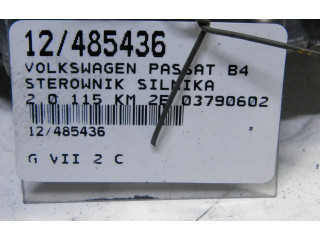 12/485436
VOLKSWAGEN PASSAT B4
STEROWNIK SILNIKA
2 0 115 KM 2E 03790602
12/485436
G VII 2 C